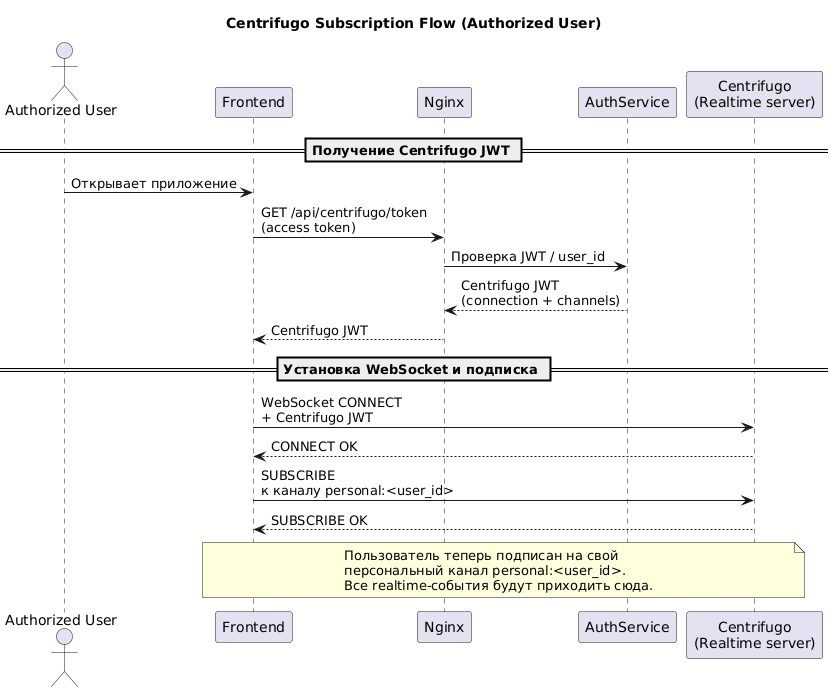 Centrifugo Subscription Flow (Authorized User)
Authorized User
Frontend
Nginx
AuthService
Centrifugo
(Realtime server)
Получение Centrifugo JWT
Открывает приложение
GET /api/centrifugo/token
(access token)
Проверка JWT / user_id
Centrifugo JWT
(connection + channels)
Centrifugo JWT
Установка WebSocket и подписка
WebSocket CONNECT
+ Centrifugo JWT
CONNECT OK
SUBSCRIBE
к каналу personal:<user_id>
SUBSCRIBE OK
Пользователь теперь подписан на свой
персональный канал personal:<user_id>.
Все realtime-события будут приходить сюда.
Authorized User
Frontend
Nginx
AuthService
Centrifugo
(Realtime server)